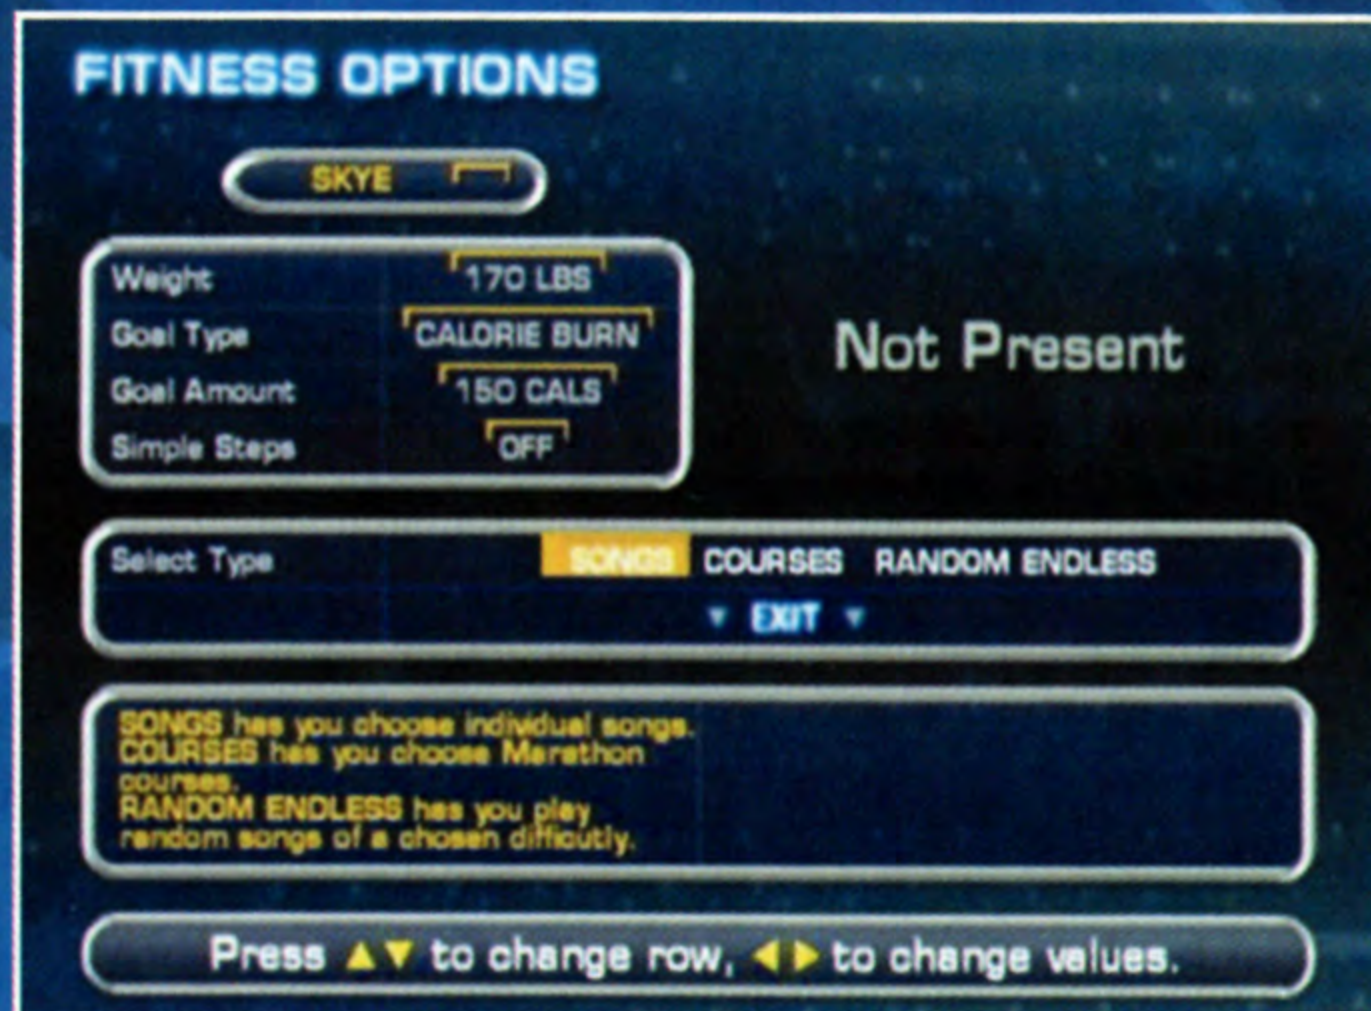 FITNESS OPTIONS
SKYE
Weight 170 LBS
Goal Type CALORIE BURN
Goal Amount 150 CALS
Simple Steps OFF
Not Present
Select Type SONGS COURSES RANDOM ENDLESS
▼ EXIT ▼
SONGS has you choose individual songs.
COURSES has you choose Marathon
courses.
RANDOM ENDLESS has you play
random songs of a chosen difficutly.
Press ▲▼ to change row, ◀▶ to change values.